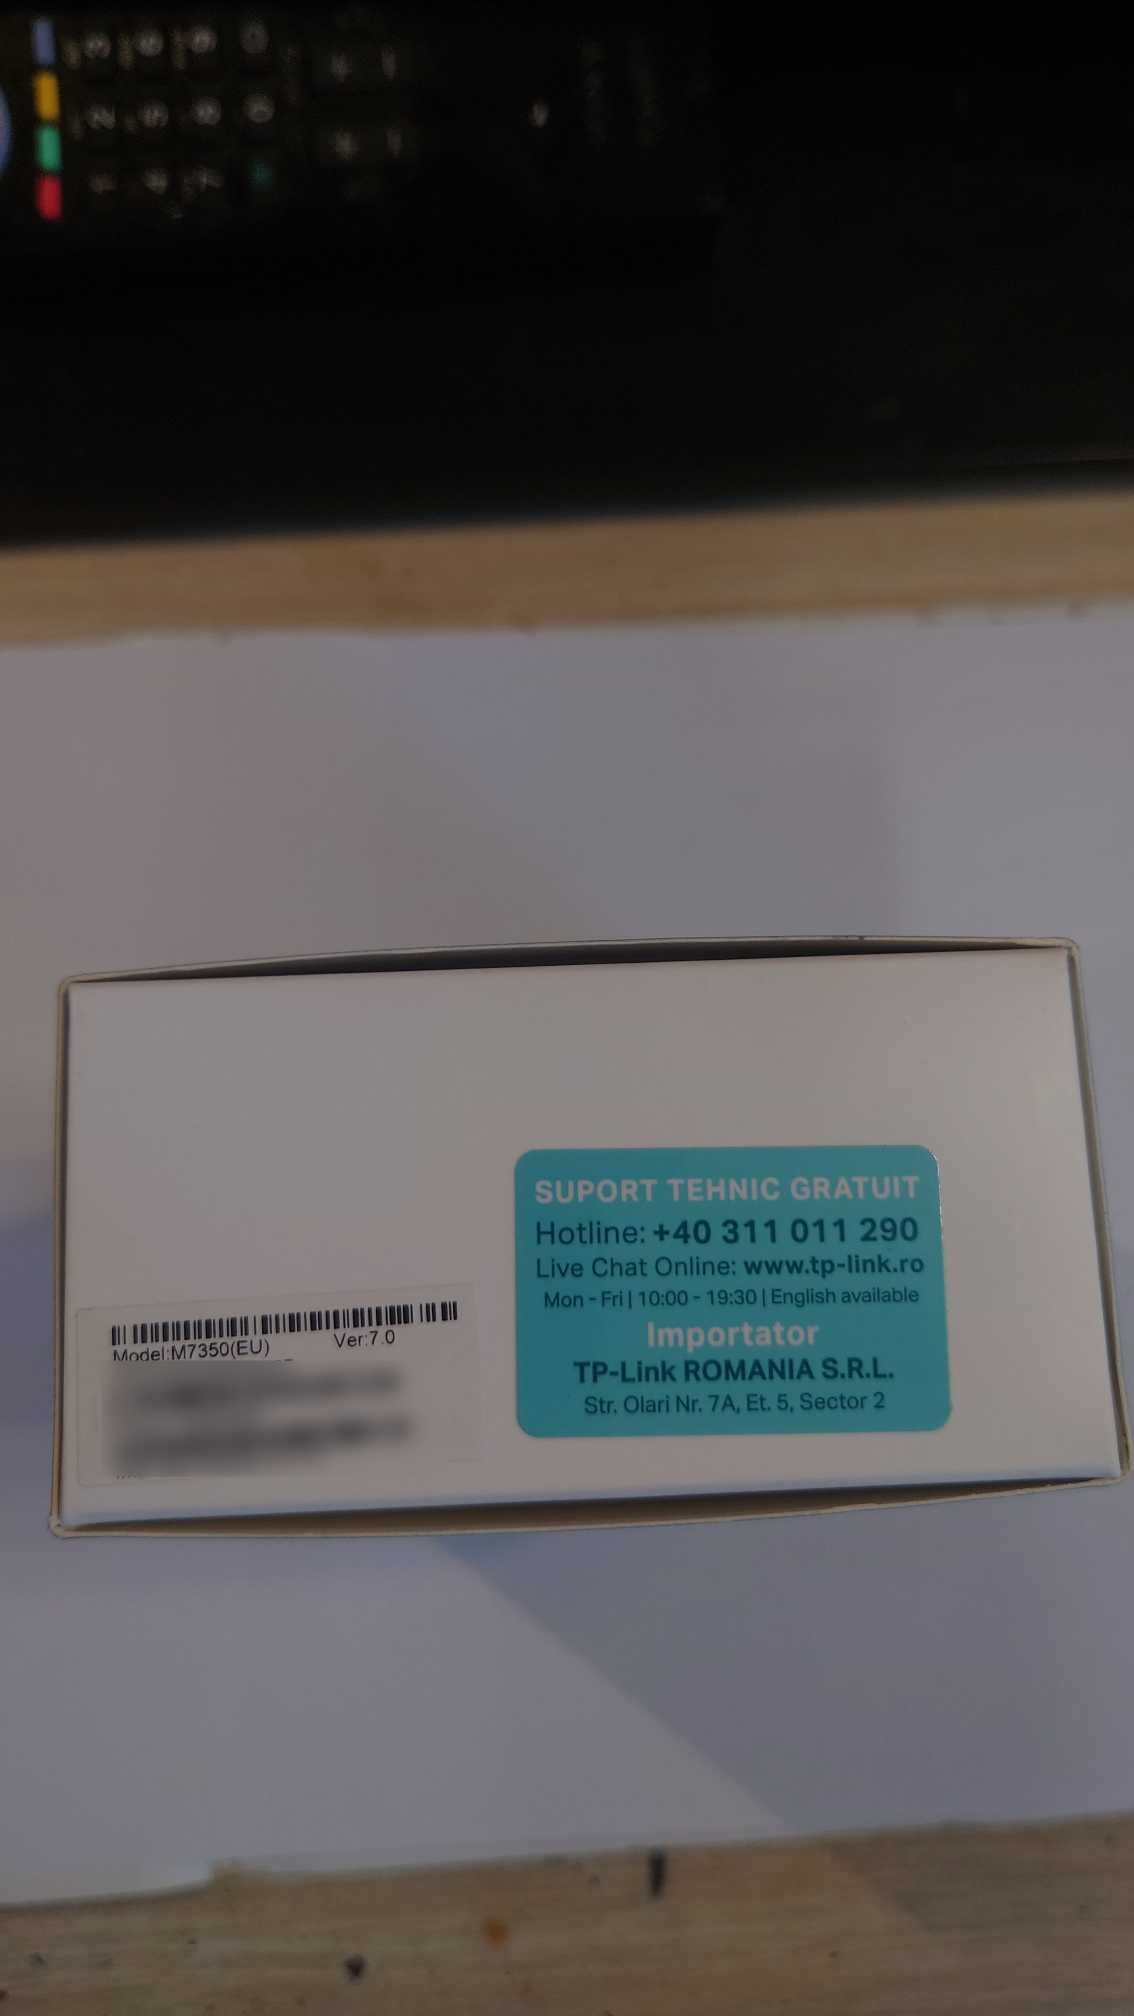 SUPORT TEHNIC GRATUIT
Hotline: +40 311 011 290
Live Chat Online: www.tp-link.ro
Mon - Fri | 10:00 - 19:30 | English available
Importator
TP-Link ROMANIA S.R.L.
Str. Olari Nr. 7A, Et. 5, Sector 2
Model:M7350(EU) Ver:7.0